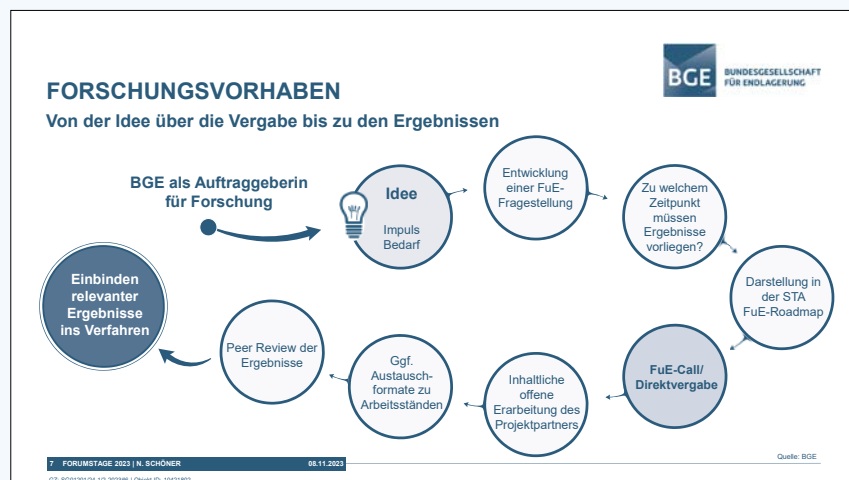 BGE
BUNDESGESELLSCHAFT
FÜR ENDLAGERUNG
FORSCHUNGSVORHABEN
Von der Idee über die Vergabe bis zu den Ergebnissen
BGE als Auftraggeberin
für Forschung
Idee
Impuls
Bedarf
Entwicklung
einer FuE-
Fragestellung
Zu welchem
Zeitpunkt
müssen
Ergebnisse
vorliegen?
Darstellung in
der STA
FuE-Roadmap
FuE-Call/
Direktvergabe
Inhaltliche
offene
Erarbeitung des
Projektpartners
Ggf.
Austausch-
formate zu
Arbeitsständen
Peer Review der
Ergebnisse
Einbinden
relevanter
Ergebnisse
ins Verfahren
7 FORUMSTAGE 2023 | N. SCHÖNER 08.11.2023
Quelle: BGE